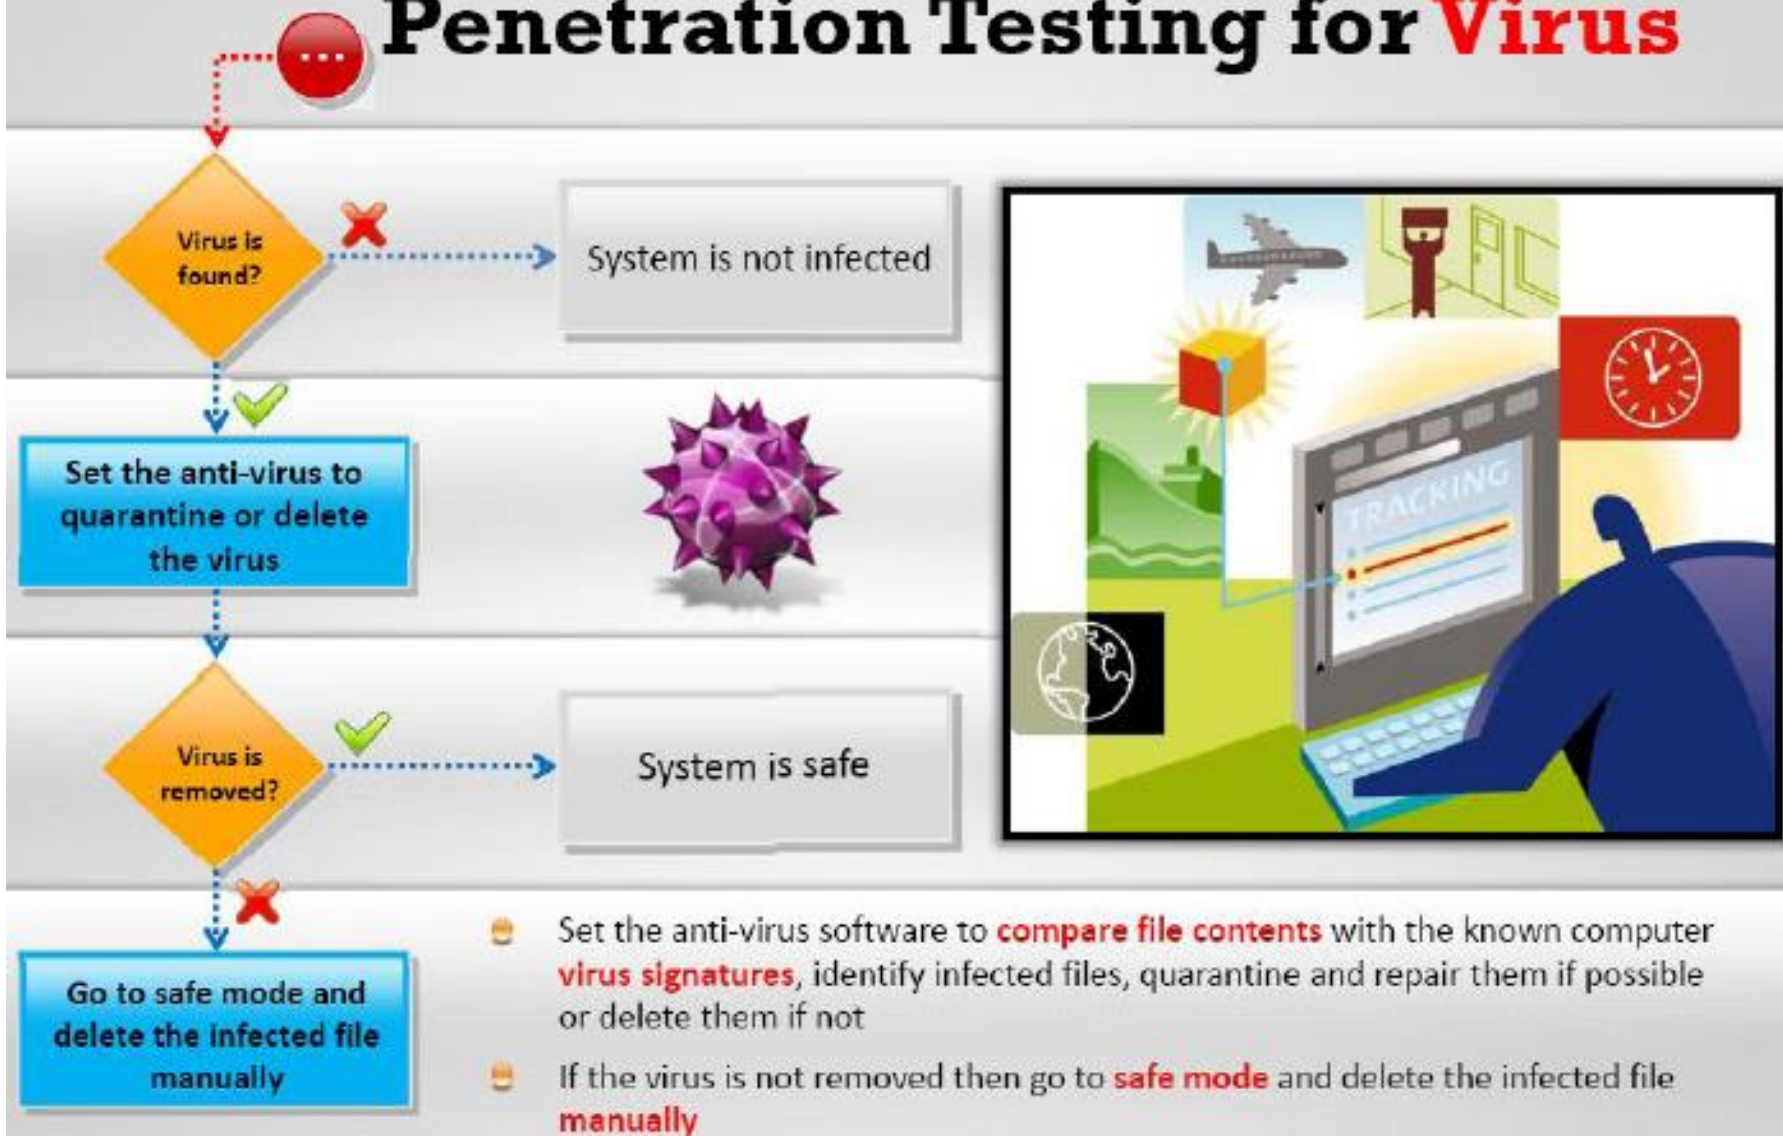 Penetration Testing for Virus
Virus is
found?
System is not infected
Set the anti-virus to
quarantine or delete
the virus
TRACKING
Virus is
removed?
System is safe
Go to safe mode and
delete the infected file
manually
Set the anti-virus software to compare file contents with the known computer
virus signatures, identify infected files, quarantine and repair them if possible
or delete them if not
If the virus is not removed then go to safe mode and delete the infected file
manually